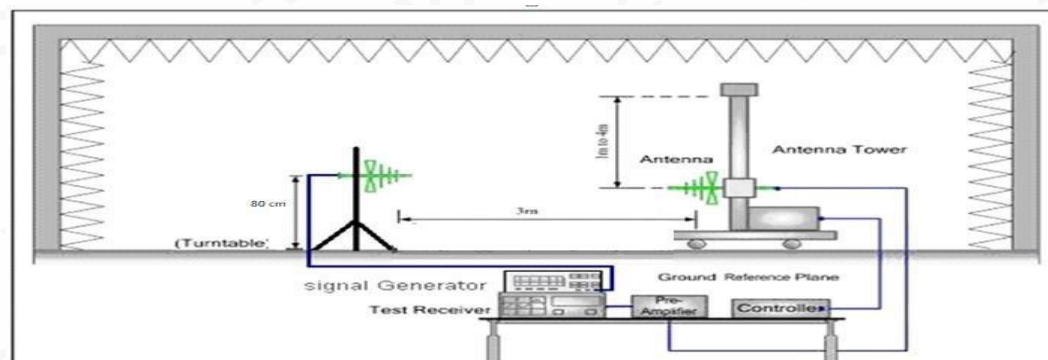 1m to 4m
Antenna
Antenna Tower
80 cm
3m
(Turntable)
Ground Reference Plane
signal Generator
Test Receiver
Pre-
Amplifier
Controller